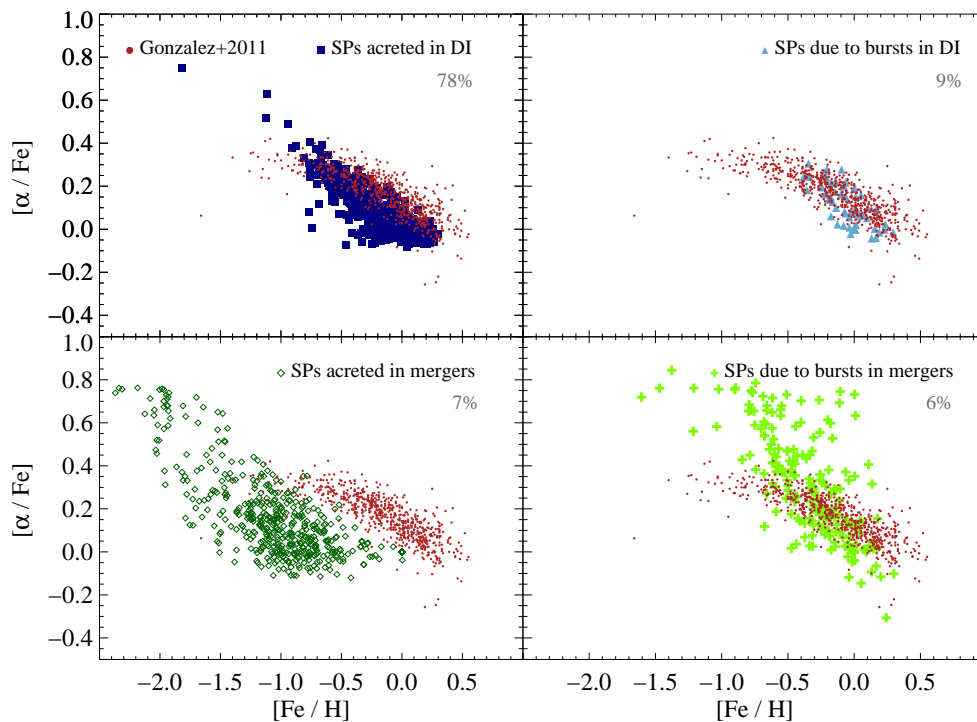 1.0
0.8
0.6
0.4
0.2
0.0
−0.2
−0.4
[α / Fe]
Gonzalez+2011
SPs acreted in DI
78%
SPs due to bursts in DI
9%
1.0
0.8
0.6
0.4
0.2
0.0
−0.2
−0.4
[α / Fe]
SPs acreted in mergers
7%
SPs due to bursts in mergers
6%
−2.0 −1.5 −1.0 −0.5 0.0 0.5
[Fe / H]
−2.0 −1.5 −1.0 −0.5 0.0 0.5
[Fe / H]